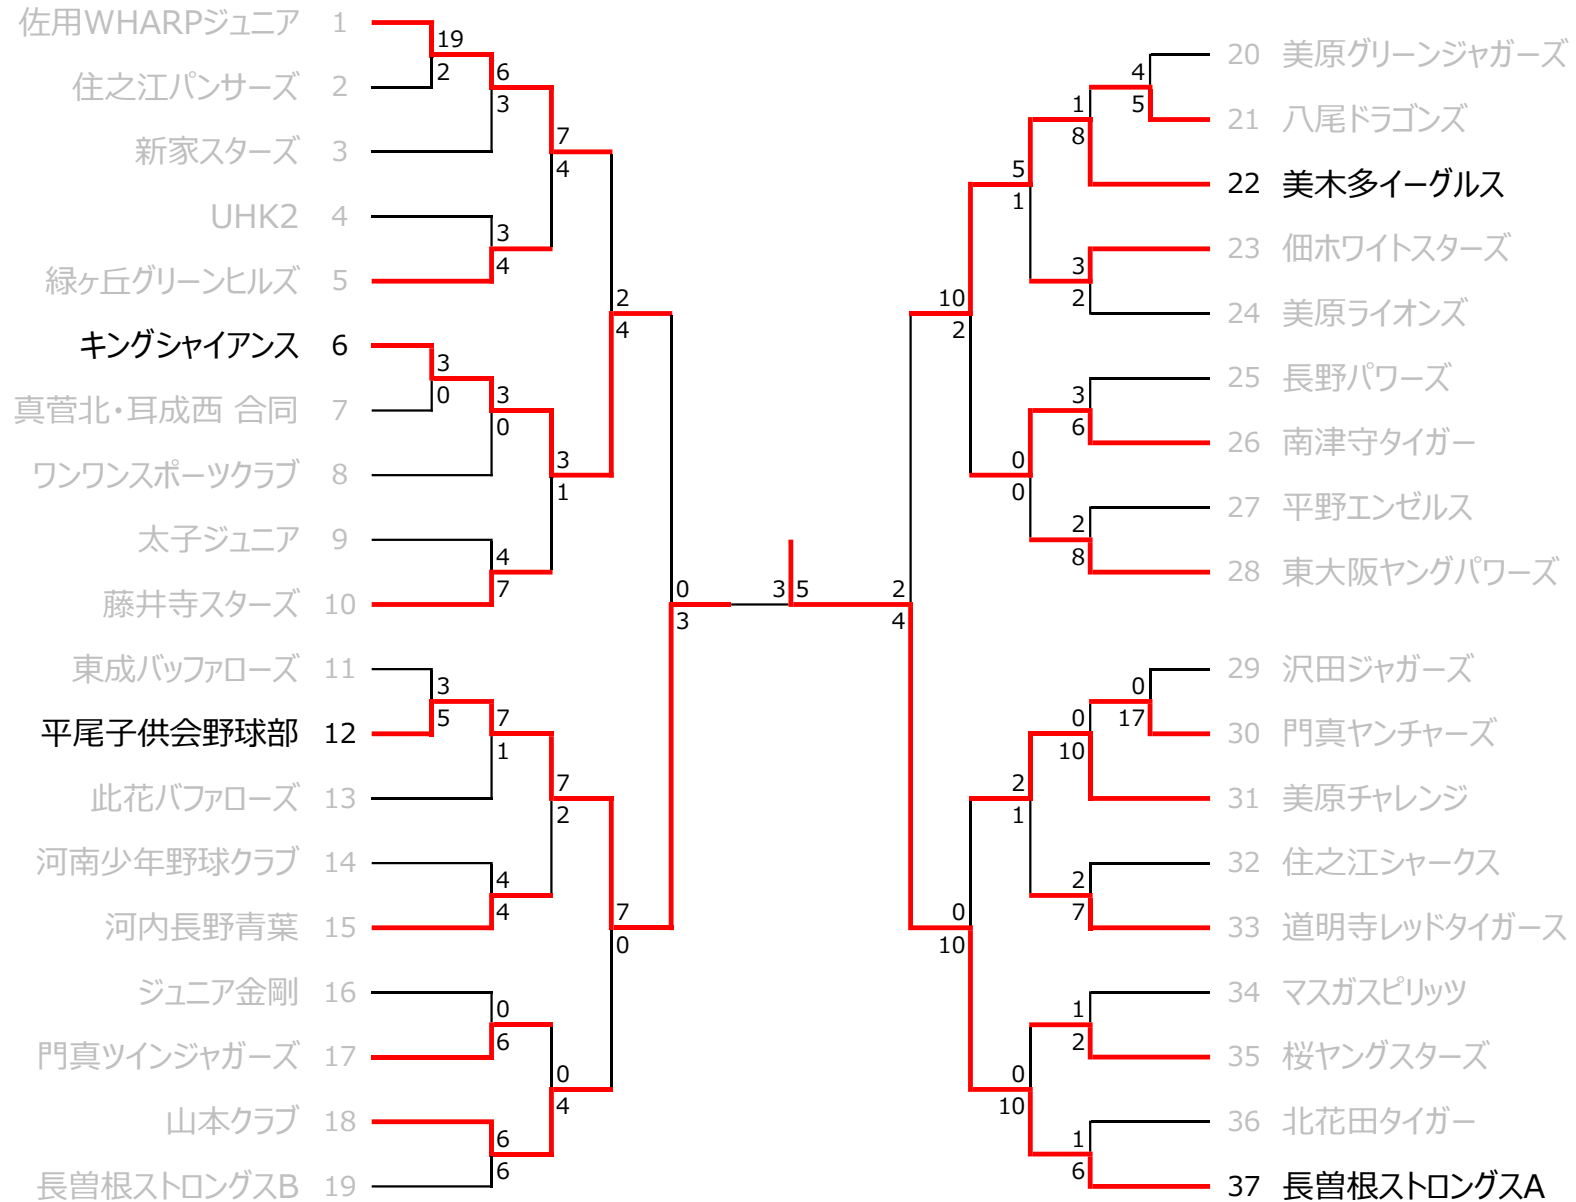 佐用WHARPジュニア 1
住之江パンサーズ 2
新家スターズ 3
UHK2 4
緑ヶ丘グリーンヒルズ 5
キングシャイアンス 6
真菅北・耳成西 合同 7
ワンワンスポーツクラブ 8
太子ジュニア 9
藤井寺スターズ 10
東成バッファローズ 11
平尾子供会野球部 12
此花バファローズ 13
河南少年野球クラブ 14
河内長野青葉 15
ジュニア金剛 16
門真ツインジャガーズ 17
山本クラブ 18
長曽根ストロングスB 19
19
2
6
3
7
4
3
4
2
4
3
0
3
0
3
1
4
7
0
3
3
5
7
1
7
2
4
4
7
0
0
6
0
4
6
6
3 5
4
5
1
8
5
1
3
2
10
2
3
6
0
0
2
8
2
4
0
17
0
10
2
1
2
7
0
10
1
2
0
10
1
6
20 美原グリーンジャガーズ
21 八尾ドラゴンズ
22 美木多イーグルス
23 佃ホワイトスターズ
24 美原ライオンズ
25 長野パワーズ
26 南津守タイガー
27 平野エンゼルス
28 東大阪ヤングパワーズ
29 沢田ジャガーズ
30 門真ヤンチャーズ
31 美原チャレンジ
32 住之江シャークス
33 道明寺レッドタイガース
34 マスガスピリッツ
35 桜ヤングスターズ
36 北花田タイガー
37 長曽根ストロングスA